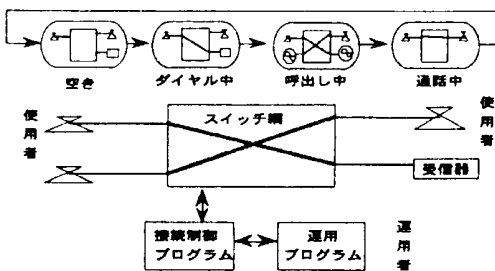 空き
ダイヤル中
呼出し中
通話中
使用者
スイッチ網
使用者
受信器
接続制御
プログラム
運用
プログラム
運用者